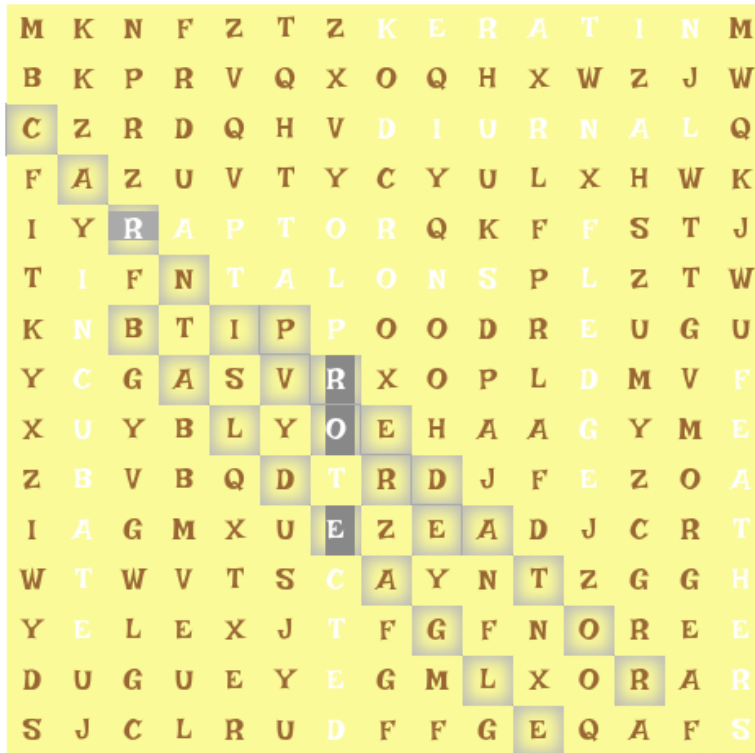 M K N F Z T Z K E R A T I N M
B K P R V Q X O Q H X W Z J W
C Z R D Q H V D I U R N A L Q
F A Z U V T Y C Y U L X H W K
I Y R A P T O R Q K F F S T J
T I F N T A L O N S P L Z T W
K N B T I P P O O D R E U G U
Y C G A S V R X O P L D M V F
X U Y B L Y O E H A A G Y M E
Z B V B Q D T R D J F E Z O A
I A G M X U E Z E A D J C R T
W T W V T S C A Y N T Z G G H
Y E L E X J T F G F N O R E E
D U G U E Y E G M L X O R A R
S J C L R U D F F G E Q A F S